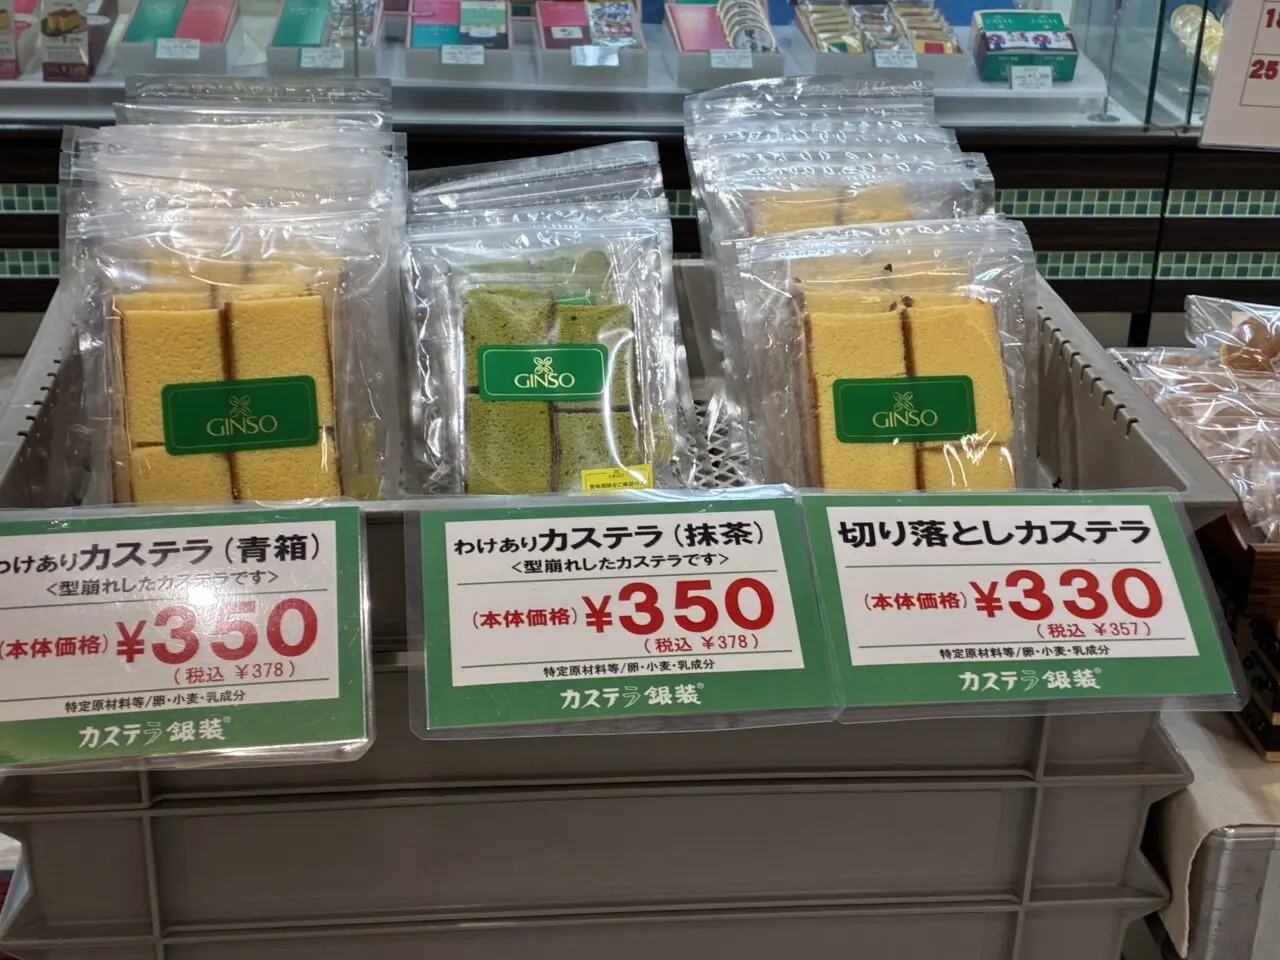 GINSO
GINSO
GINSO
わけありカステラ(青箱)
<型崩れしたカステラです>
(本体価格)¥350
(税込 ¥378)
特定原材料等/卵・小麦・乳成分
カステラ銀装®
わけありカステラ(抹茶)
<型崩れしたカステラです>
(本体価格)¥350
(税込 ¥378)
特定原材料等/卵・小麦・乳成分
カステラ銀装®
切り落としカステラ
(本体価格)¥330
(税込 ¥357)
特定原材料等/卵・小麦・乳成分
カステラ銀装®
25